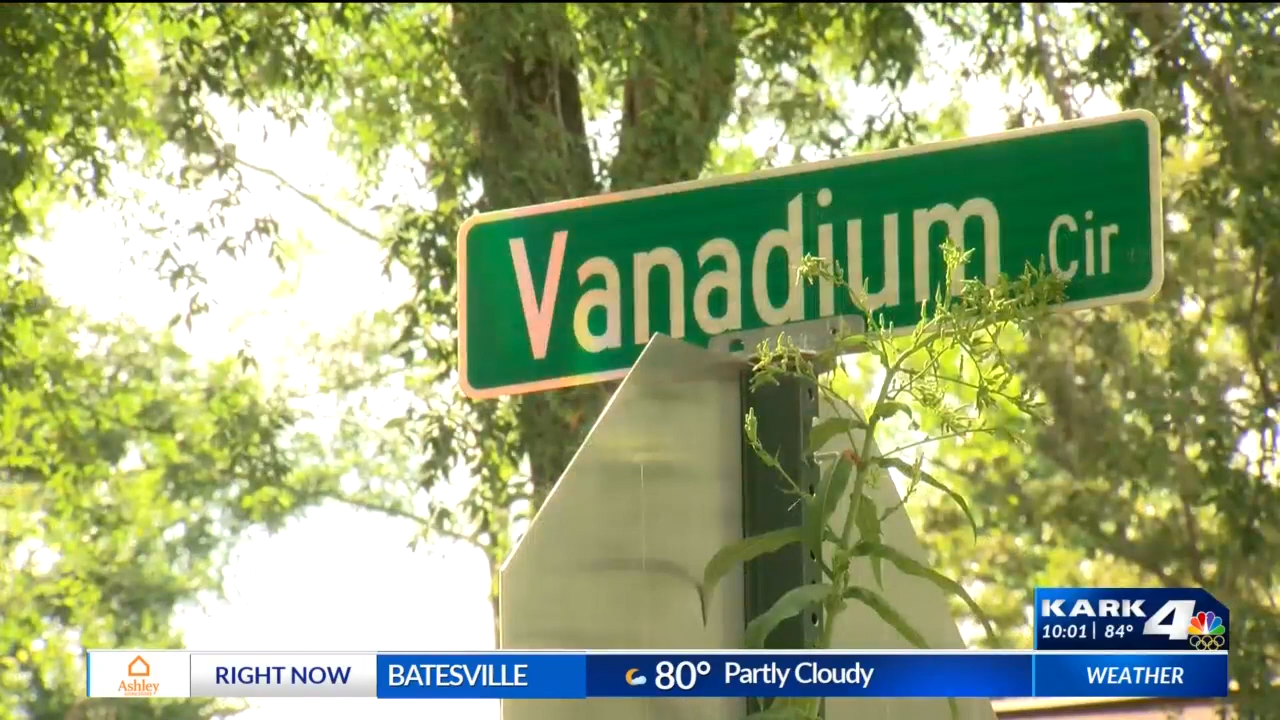 Vanadium Cir
KARK 4
10:01 | 84°
Ashley
RIGHT NOW
BATESVILLE
80° Partly Cloudy
WEATHER